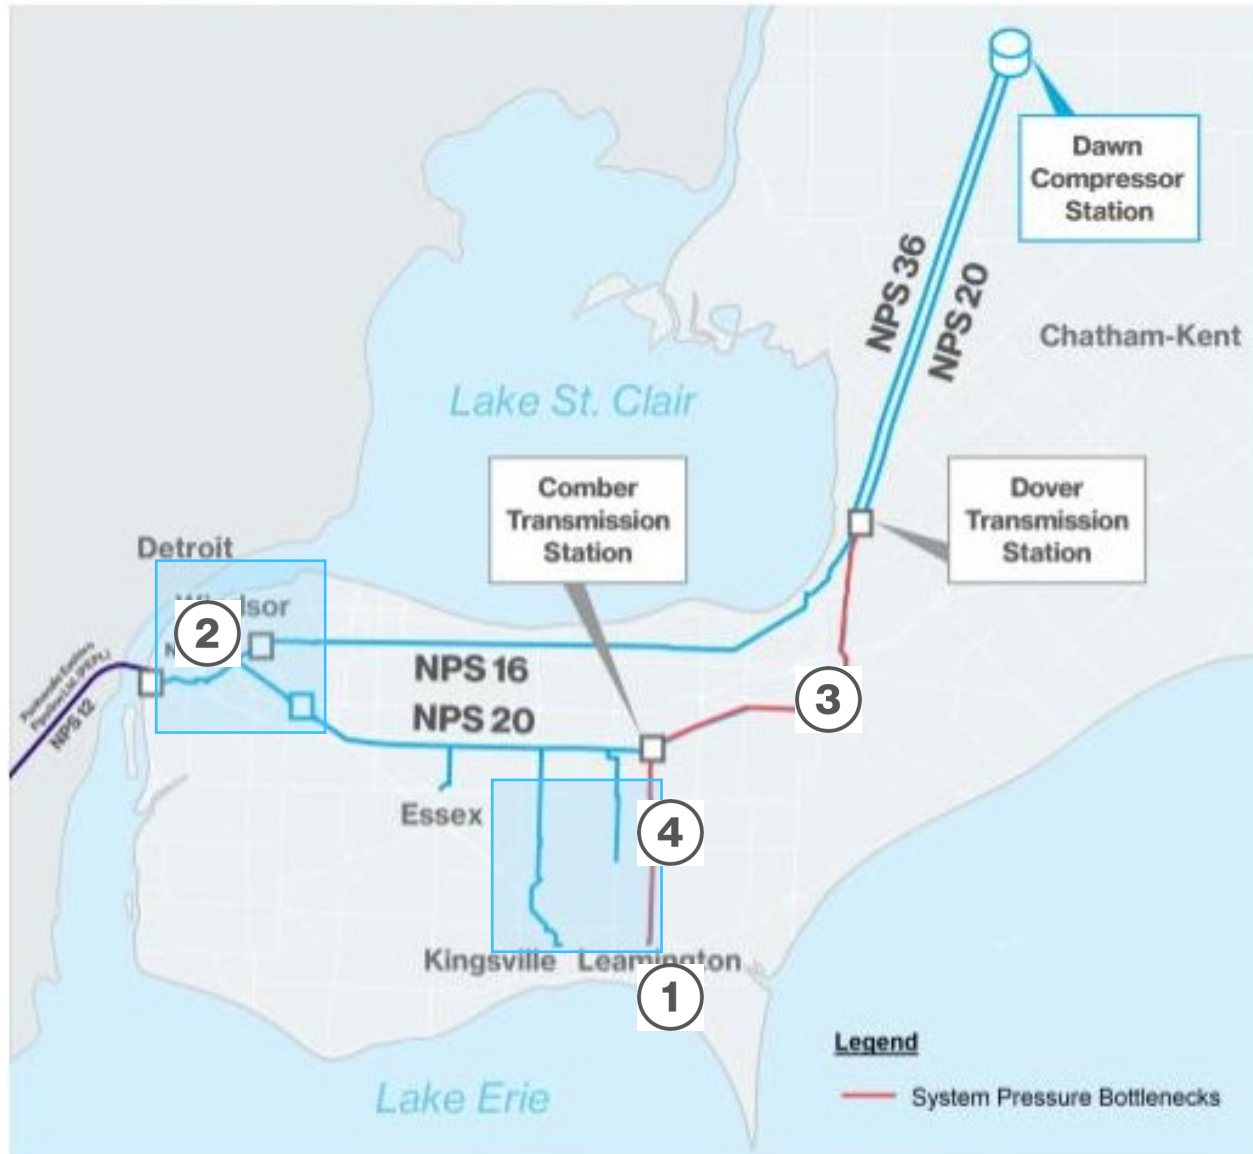 Dawn
Compressor
Station
NPS 36
NPS 20
Chatham-Kent
Lake St. Clair
Comber
Transmission
Station
Dover
Transmission
Station
Detroit
2
NPS 16
NPS 20
NPS 12
3
Essex
4
Kingsville
Leamington
1
Legend
System Pressure Bottlenecks
Lake Erie